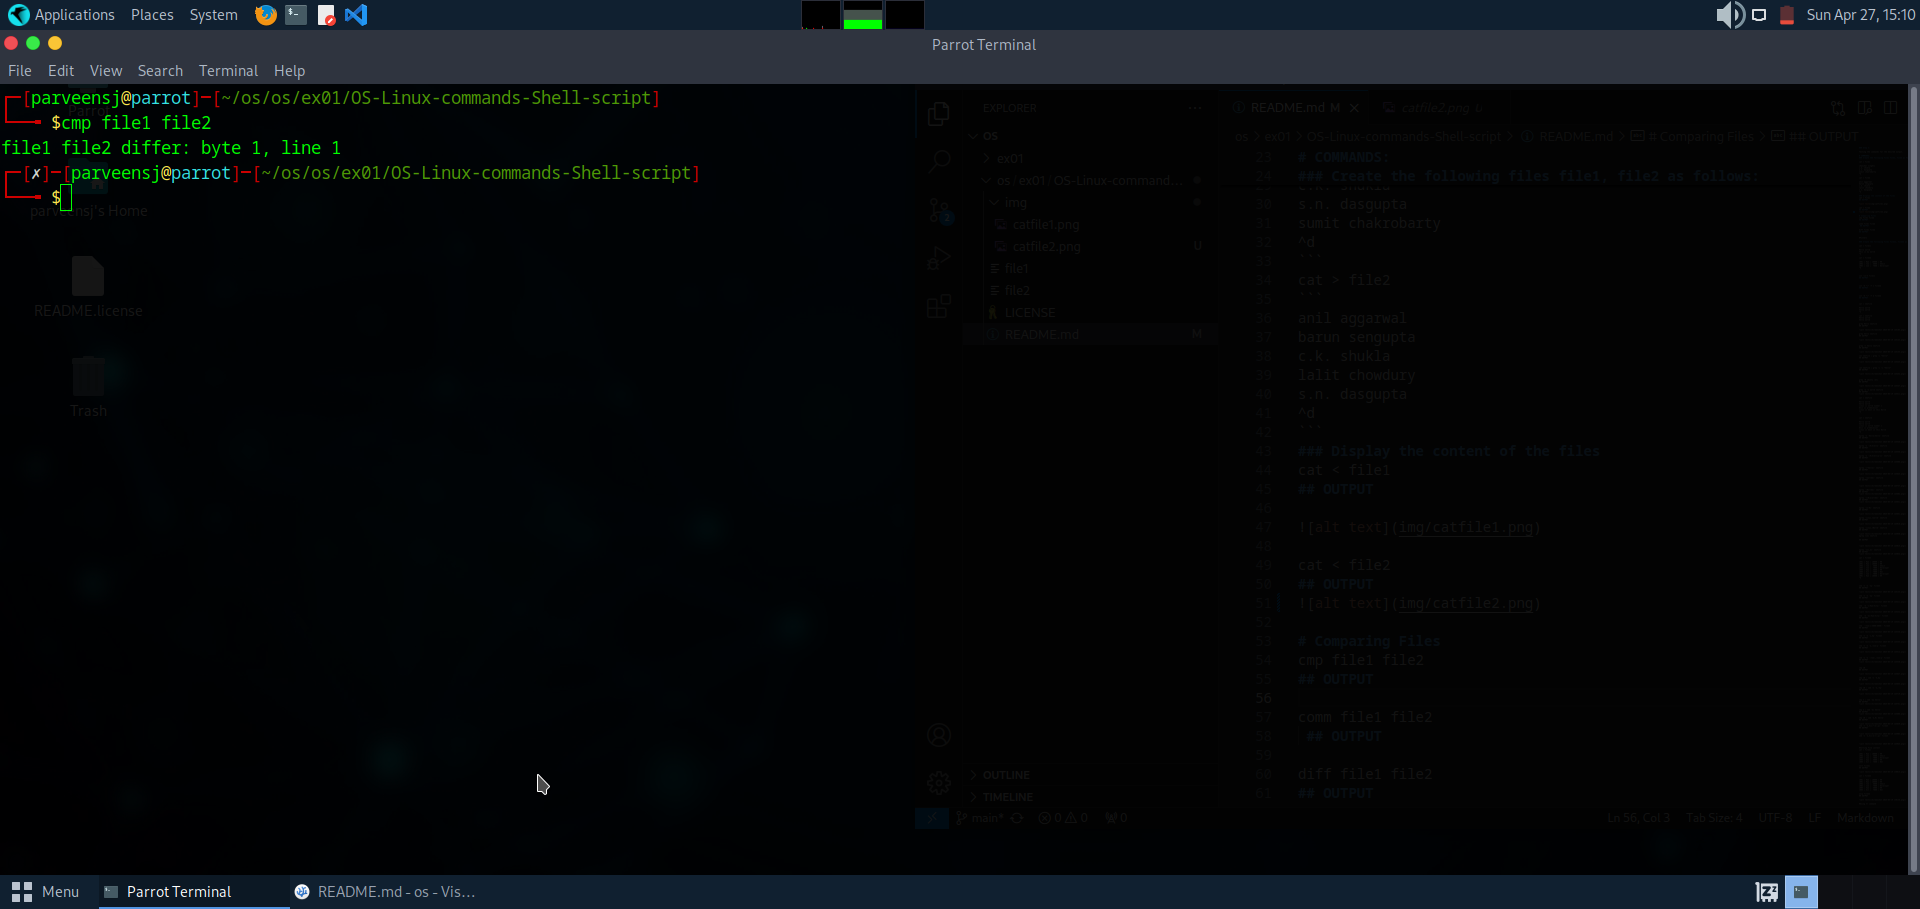 Applications Places System
Sun Apr 27, 15:10
Parrot Terminal
File Edit View Search Terminal Help
┌─[parveensj@parrot]─[~/os/os/ex01/OS-Linux-commands-Shell-script]
└──╼ $cmp file1 file2
file1 file2 differ: byte 1, line 1
┌─[✗]─[parveensj@parrot]─[~/os/os/ex01/OS-Linux-commands-Shell-script]
└──╼ $
parveensj's Home
README.license
Trash
EXPLORER
OS
ex01
os/ex01/OS-Linux-command...
img
catfile1.png
catfile2.png U
file1
file2
LICENSE
README.md M
OUTLINE
TIMELINE
README.md M
catfile2.png U
os > ex01 > OS-Linux-commands-Shell-script > README.md > # Comparing Files > ## OUTPUT
23 # COMMANDS:
24 ### Create the following files file1, file2 as follows:
30 s.n. dasgupta
31 sumit chakrobarty
32 ^d
33 ```
34 cat > file2
35 ```
36 anil aggarwal
37 barun sengupta
38 c.k. shukla
39 lalit chowdury
40 s.n. dasgupta
41 ^d
42 ```
43 ### Display the content of the files
44 cat < file1
45 ## OUTPUT
46
47 ![alt text](img/catfile1.png)
48
49 cat < file2
50 ## OUTPUT
51 ![alt text](img/catfile2.png)
52
53 # Comparing Files
54 cmp file1 file2
55 ## OUTPUT
56
57 comm file1 file2
58 ## OUTPUT
59
60 diff file1 file2
61 ## OUTPUT
main* 0 0 0
Ln 56, Col 3 Tab Size: 4 UTF-8 LF Markdown
Menu Parrot Terminal README.md - os - Vis...